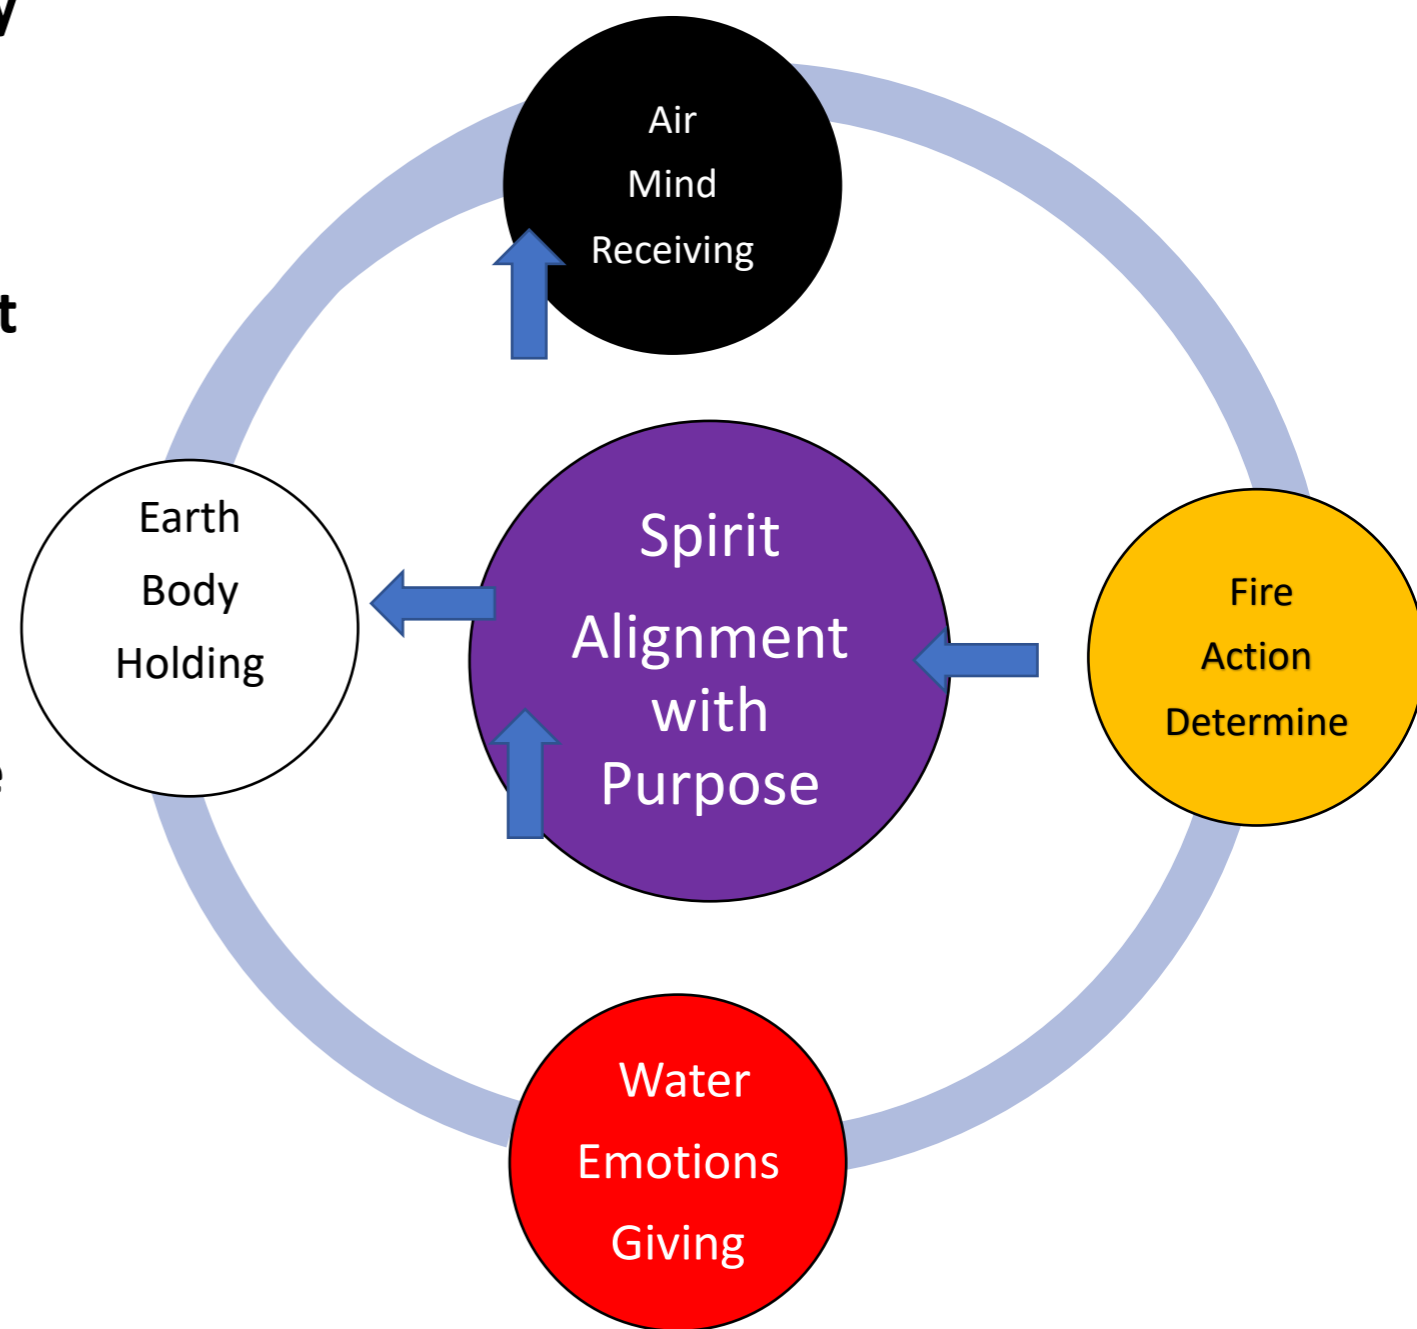 Air
Mind
Receiving
Earth
Body
Holding
Spirit
Alignment
with
Purpose
Fire
Action
Determine
Water
Emotions
Giving